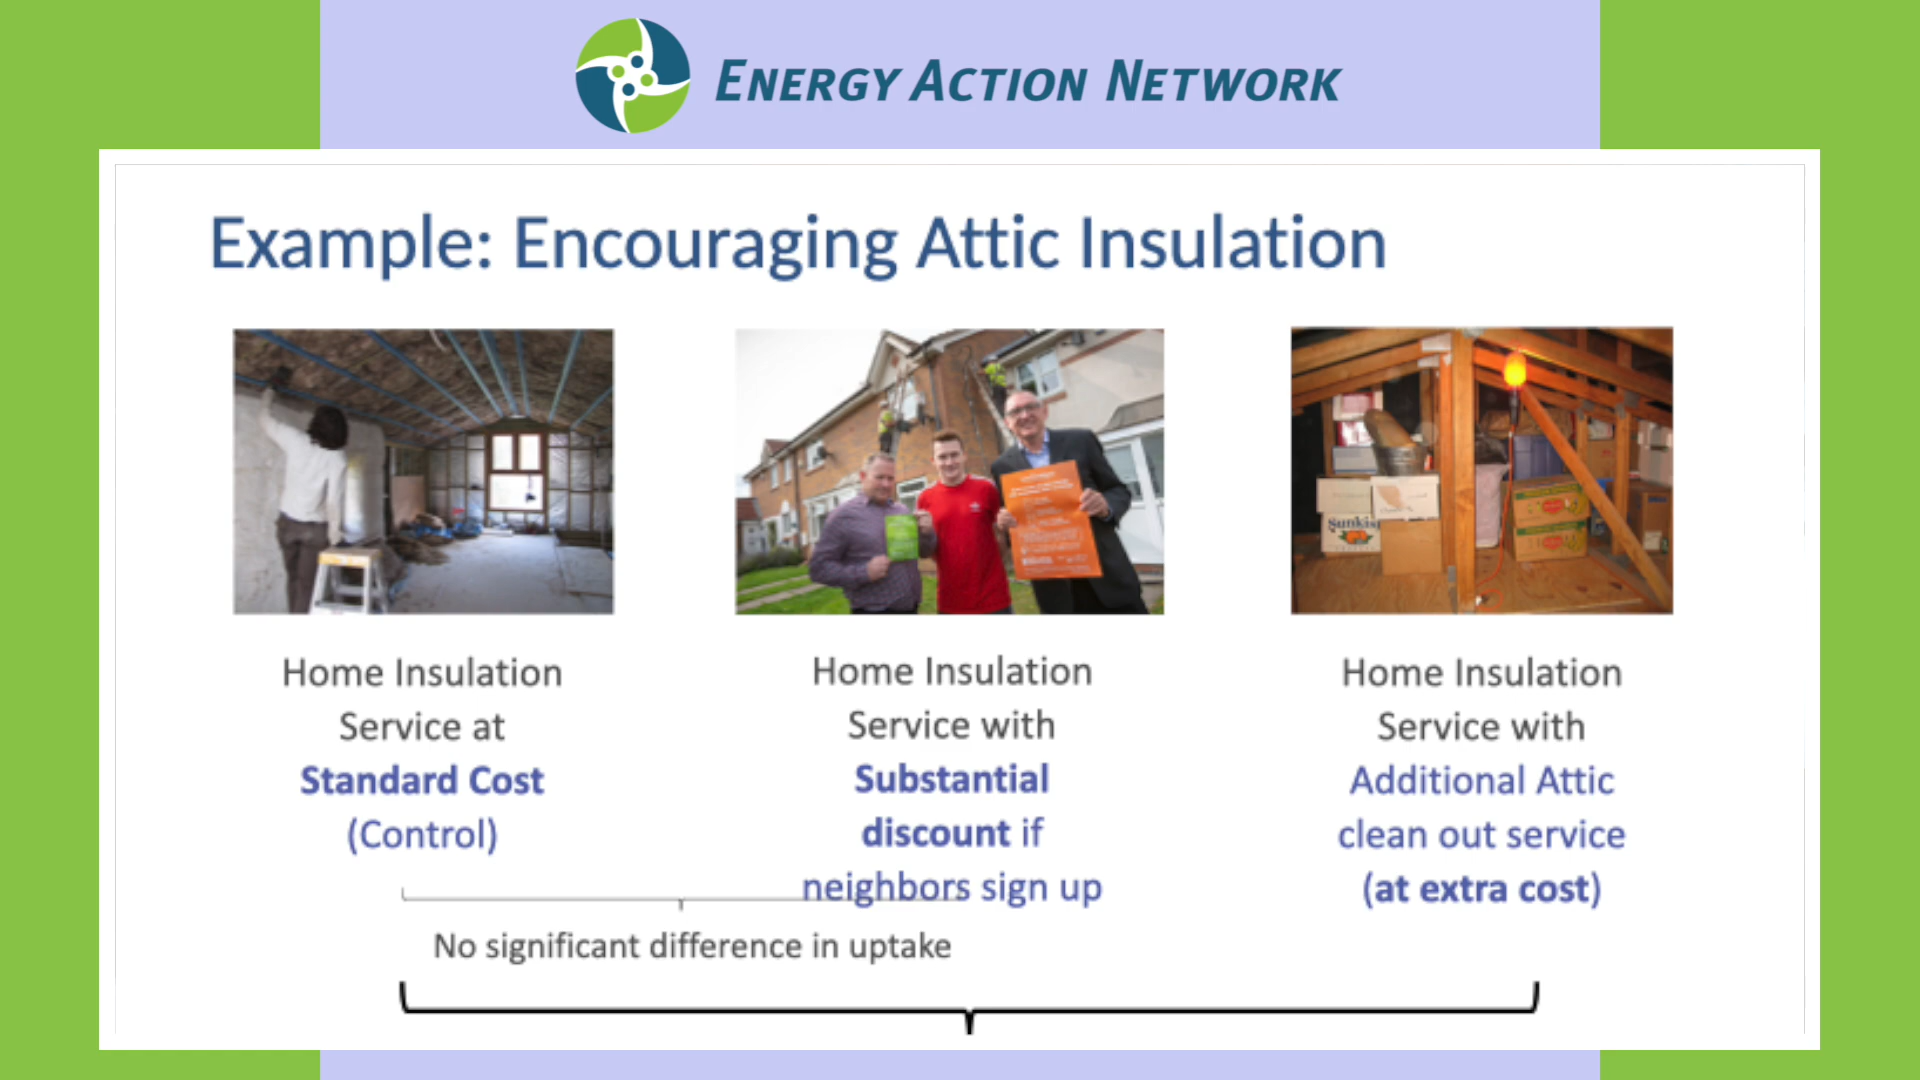 ENERGY ACTION NETWORK
Example: Encouraging Attic Insulation
Sunkist
Home Insulation
Service at
Standard Cost
(Control)
Home Insulation
Service with
Substantial
discount if
neighbors sign up
Home Insulation
Service with
Additional Attic
clean out service
(at extra cost)
No significant difference in uptake